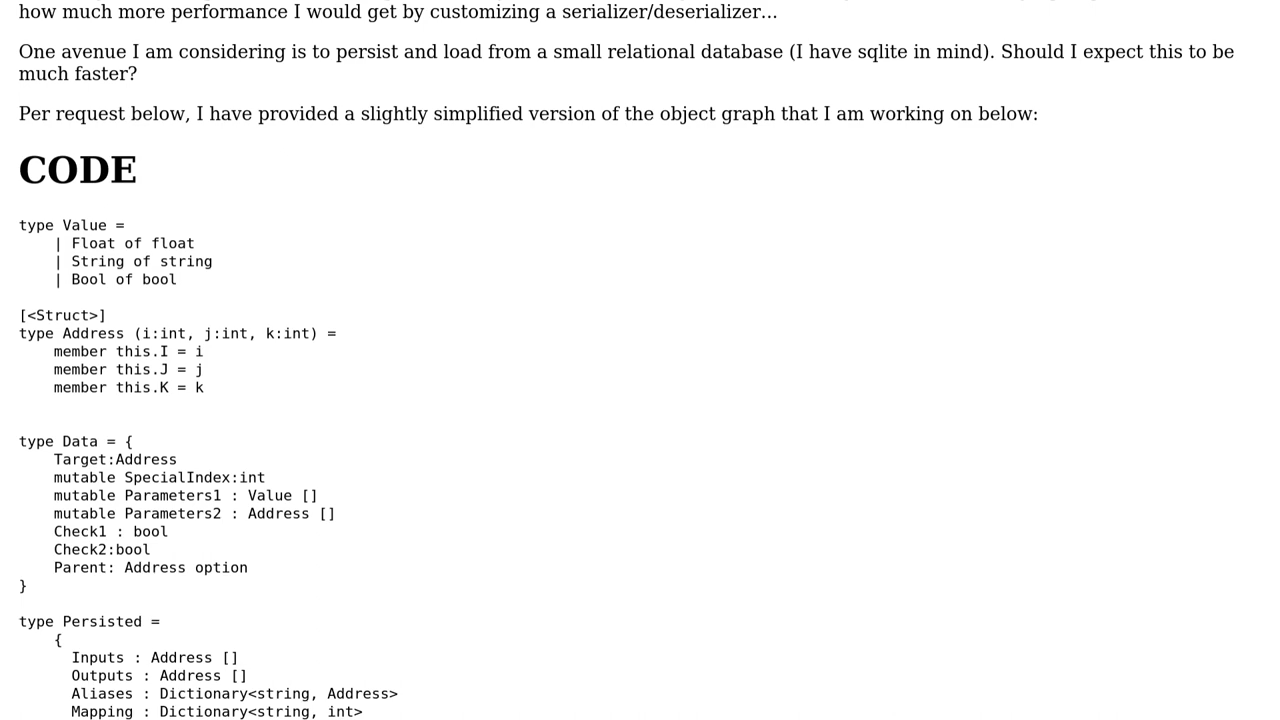 how much more performance I would get by customizing a serializer/deserializer...
One avenue I am considering is to persist and load from a small relational database (I have sqlite in mind). Should I expect this to be
much faster?
Per request below, I have provided a slightly simplified version of the object graph that I am working on below:
CODE
type Value =
    | Float of float
    | String of string
    | Bool of bool
[<Struct>]
type Address (i:int, j:int, k:int) =
    member this.I = i
    member this.J = j
    member this.K = k
type Data = {
    Target:Address
    mutable SpecialIndex:int
    mutable Parameters1 : Value []
    mutable Parameters2 : Address []
    Check1 : bool
    Check2:bool
    Parent: Address option
}
type Persisted =
    {
      Inputs : Address []
      Outputs : Address []
      Aliases : Dictionary<string, Address>
      Mapping : Dictionary<string, int>